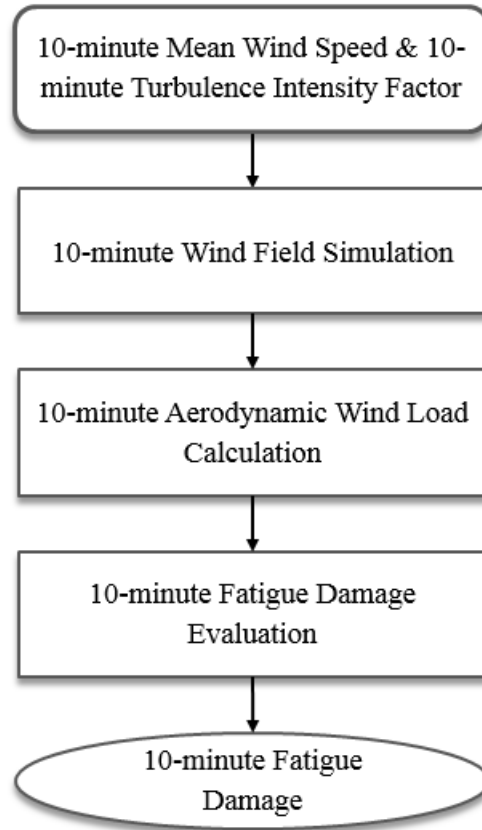 10-minute Mean Wind Speed & 10-
minute Turbulence Intensity Factor
10-minute Wind Field Simulation
10-minute Aerodynamic Wind Load
Calculation
10-minute Fatigue Damage
Evaluation
10-minute Fatigue
Damage